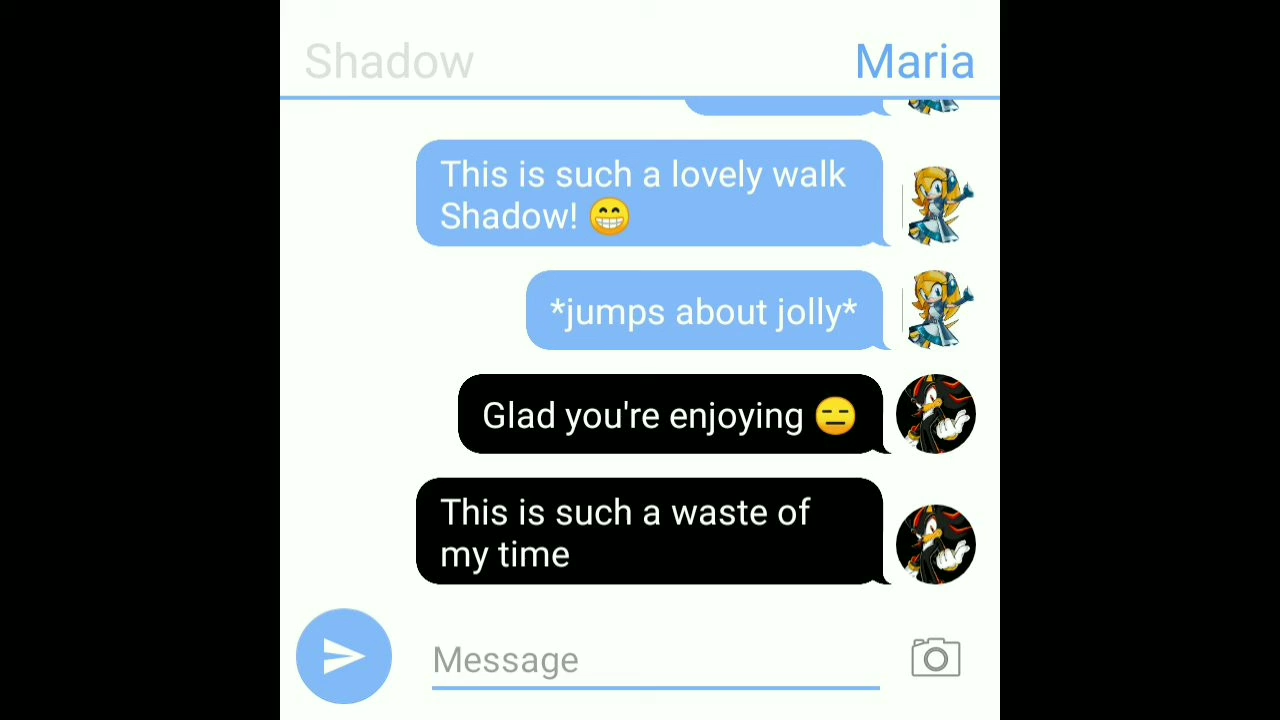 Shadow
Maria
This is such a lovely walk
Shadow! 😁
*jumps about jolly*
Glad you're enjoying 😑
This is such a waste of
my time
Message